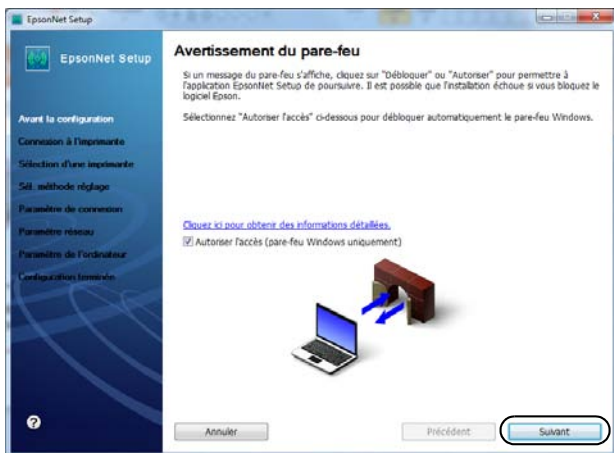 EpsonNet Setup
EpsonNet Setup
Avant la configuration
Connexion à l'imprimante
Sélection d'une imprimante
Sél. méthode réglage
Paramètre de connexion
Paramètre réseau
Paramètre de l'ordinateur
Configuration terminée
Avertissement du pare-feu
Si un message du pare-feu s'affiche, cliquez sur "Débloquer" ou "Autoriser" pour permettre à
l'application EpsonNet Setup de poursuivre. Il est possible que l'installation échoue si vous bloquez le
logiciel Epson.
Sélectionnez "Autoriser l'accès" ci-dessous pour débloquer automatiquement le pare-feu Windows.
Cliquez ici pour obtenir des informations détaillées.
Autoriser l'accès (pare-feu Windows uniquement)
?
Annuler
Précédent
Suivant